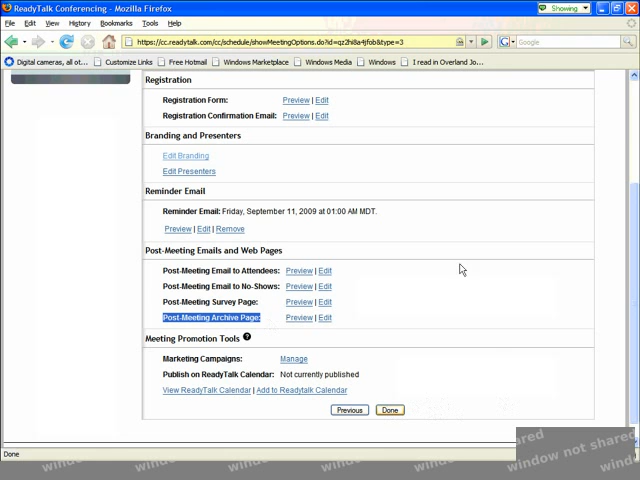 ReadyTalk Conferencing - Mozilla Firefox
Showing
File Edit View History Bookmarks Tools Help
https://cc.readytalk.com/cc/schedule/showMeetingOptions.do?id=qz2hi8a4jfob&type=3
Google
Digital cameras, all ot... Customize Links Free Hotmail Windows Marketplace Windows Media Windows I read in Overland Jo...
Registration
Registration Form: Preview | Edit
Registration Confirmation Email: Preview | Edit
Branding and Presenters
Edit Branding
Edit Presenters
Reminder Email
Reminder Email: Friday, September 11, 2009 at 01:00 AM MDT.
Preview | Edit | Remove
Post-Meeting Emails and Web Pages
Post-Meeting Email to Attendees: Preview | Edit
Post-Meeting Email to No-Shows: Preview | Edit
Post-Meeting Survey Page: Preview | Edit
Post-Meeting Archive Page: Preview | Edit
Meeting Promotion Tools ?
Marketing Campaigns: Manage
Publish on ReadyTalk Calendar: Not currently published
View ReadyTalk Calendar | Add to Readytalk Calendar
Previous Done
Done
window not shared